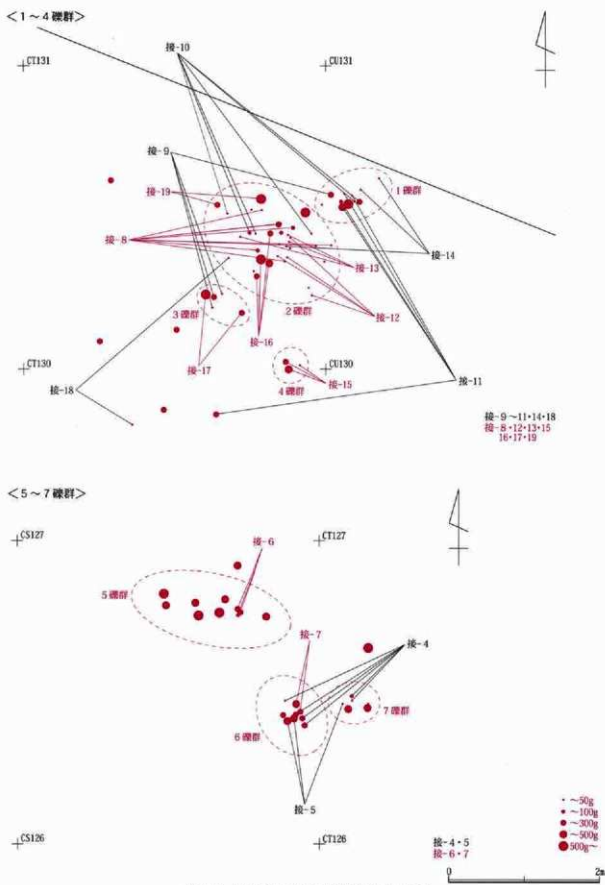 ＜1～4礫群＞
接-10
CT131
CU131
接-9
1礫群
接-19
接-8
接-14
接-13
2礫群
3礫群
接-12
接-16
CT130
CU130
接-17
接-11
接-18
4礫群
接-15
接-9～11・14・18
接-8・12・13・15
16・17・19
＜5～7礫群＞
CS127
接-6
CT127
5礫群
接-7
接-4
7礫群
6礫群
接-5
～50g
～100g
～300g
～500g
500g～
CS126
CT126
接-4・5
接-6・7
0 2m